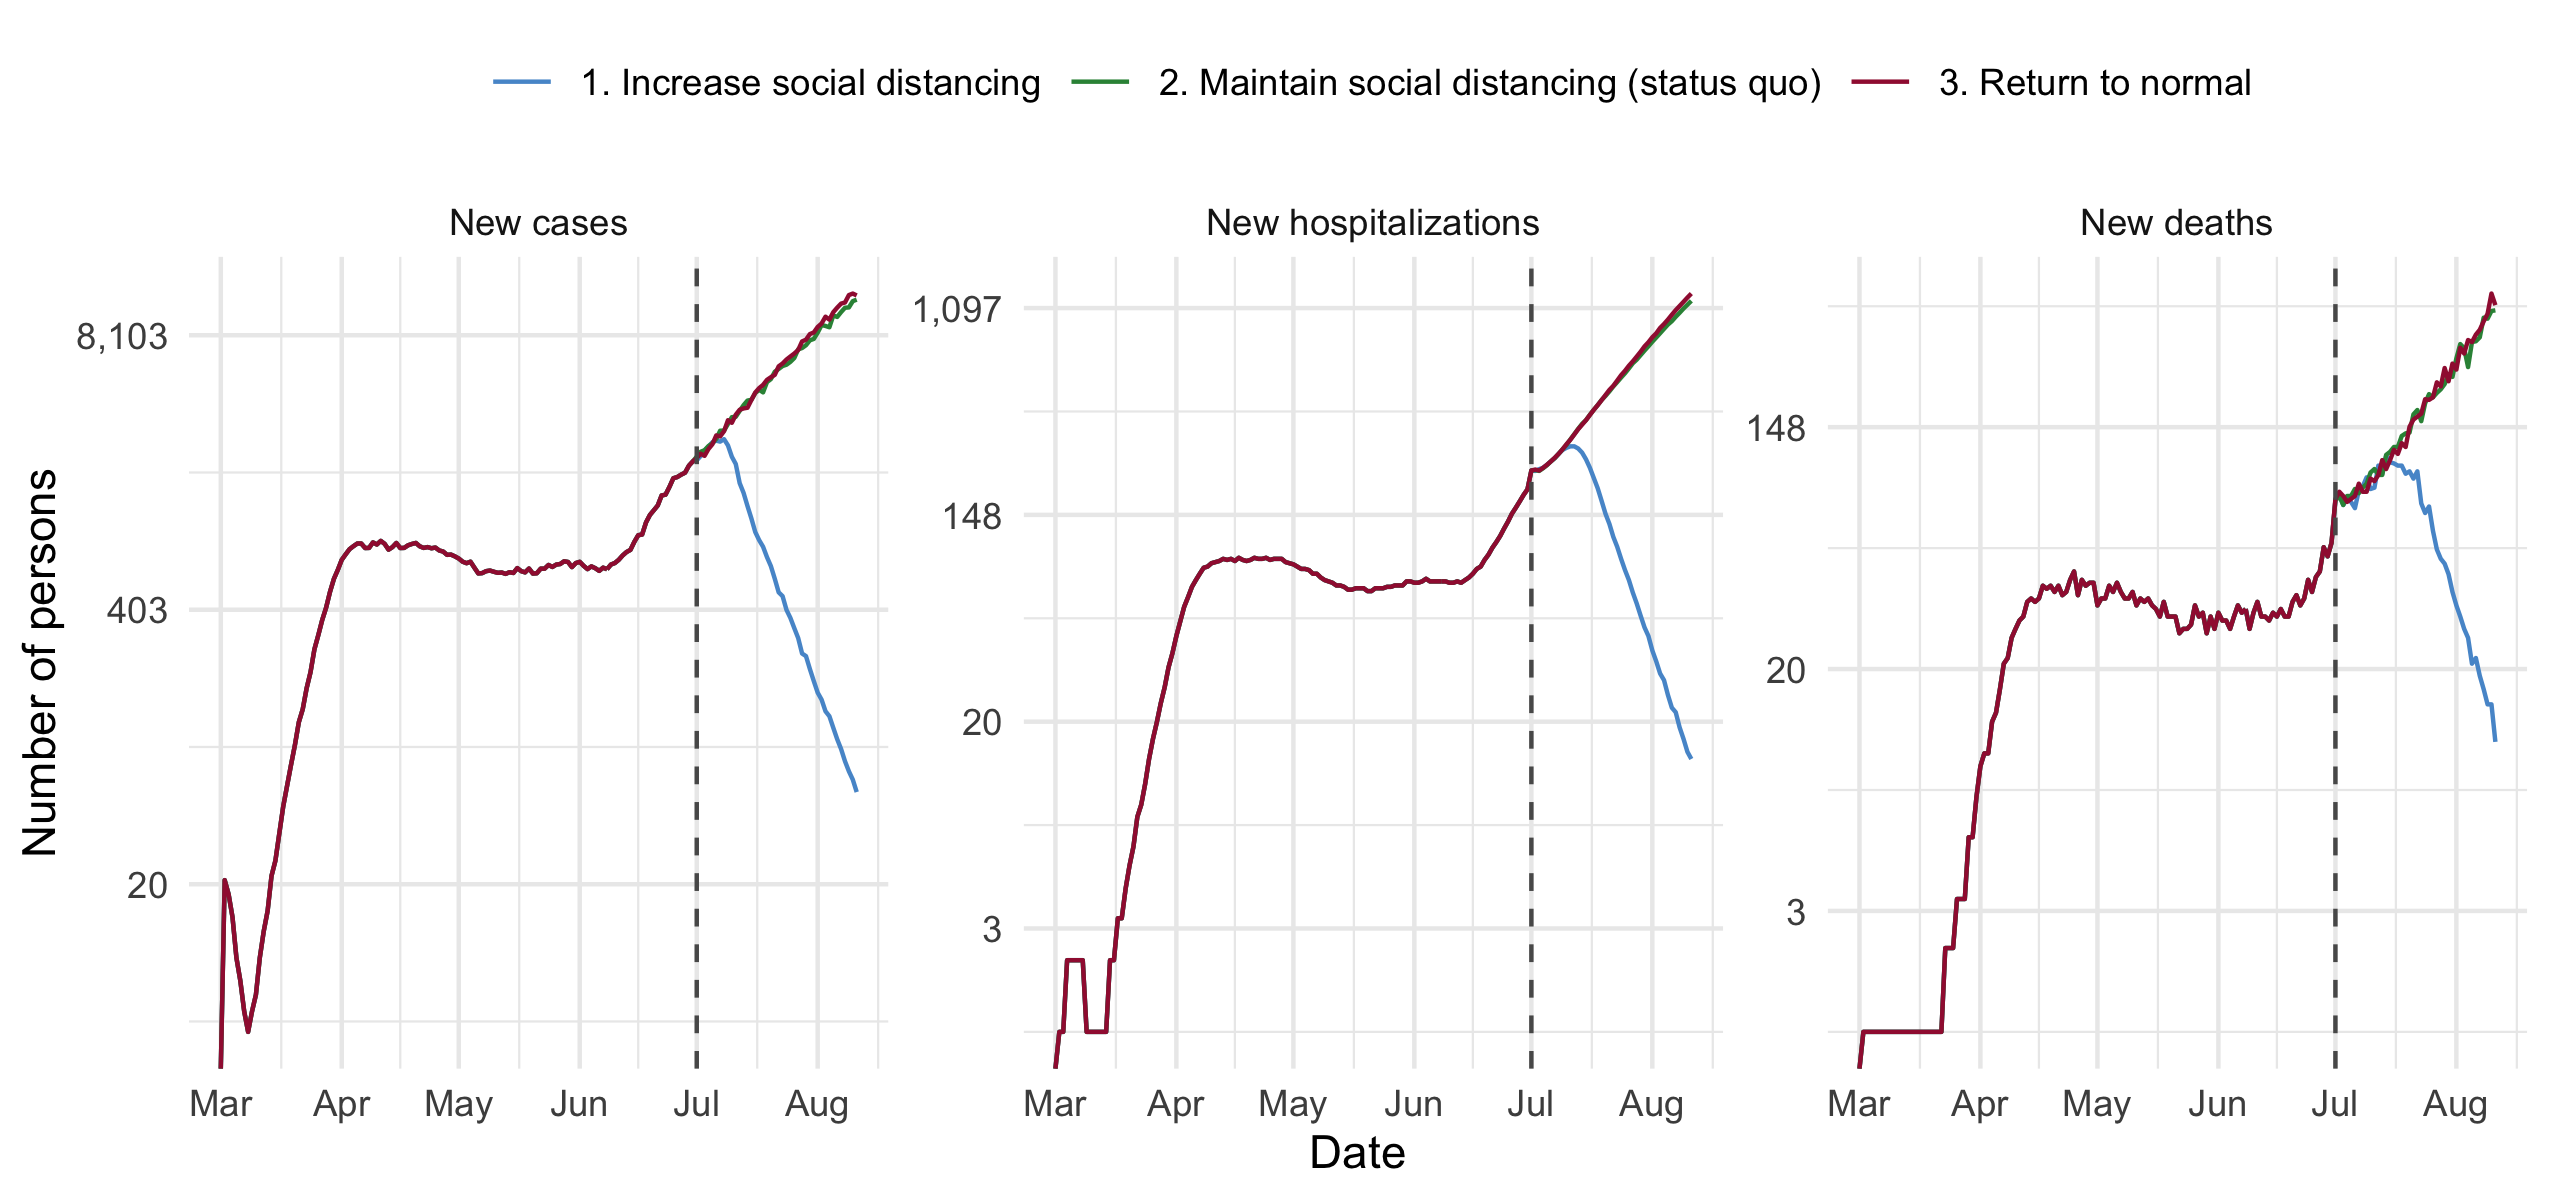 1. Increase social distancing 2. Maintain social distancing (status quo) 3. Return to normal
New cases New hospitalizations New deaths
Number of persons
8,103
403
20
1,097
148
20
3
148
20
3
Mar Apr May Jun Jul Aug Mar Apr May Jun Jul Aug Mar Apr May Jun Jul Aug
Date